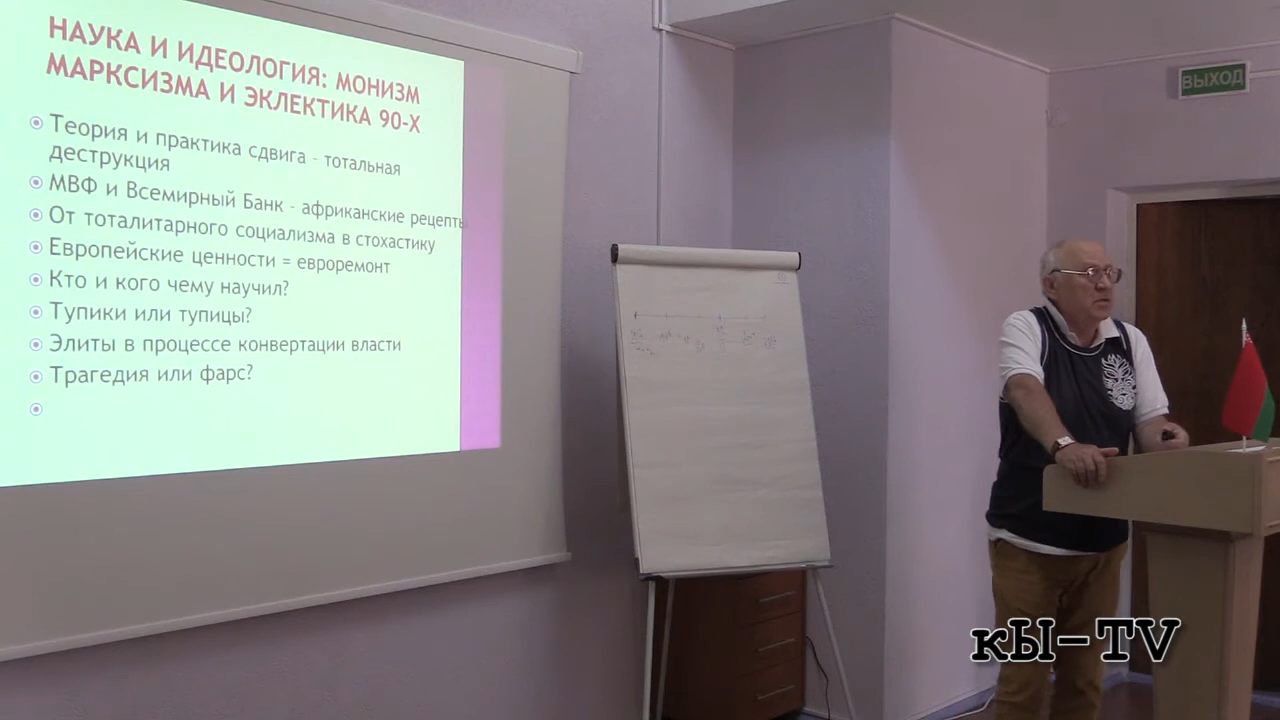 НАУКА И ИДЕОЛОГИЯ: МОНИЗМ
МАРКСИЗМА И ЭКЛЕКТИКА 90-Х
Теория и практика сдвига – тотальная
деструкция
МВФ и Всемирный Банк – африканские рецепты
От тоталитарного социализма в стохастику
Европейские ценности = евроремонт
Кто и кого чему научил?
Тупики или тупицы?
Элиты в процессе конвертации власти
Трагедия или фарс?
ВЫХОД
кЫ-TV